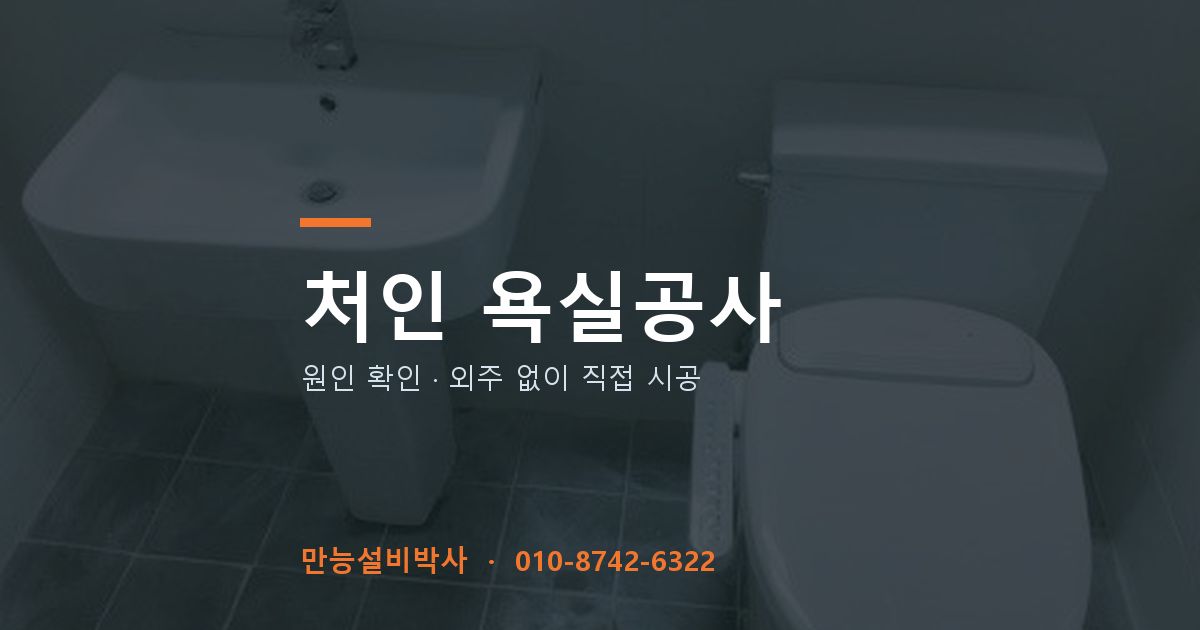 처인 욕실공사
원인 확인 · 외주 없이 직접 시공
만능설비박사 · 010-8742-6322